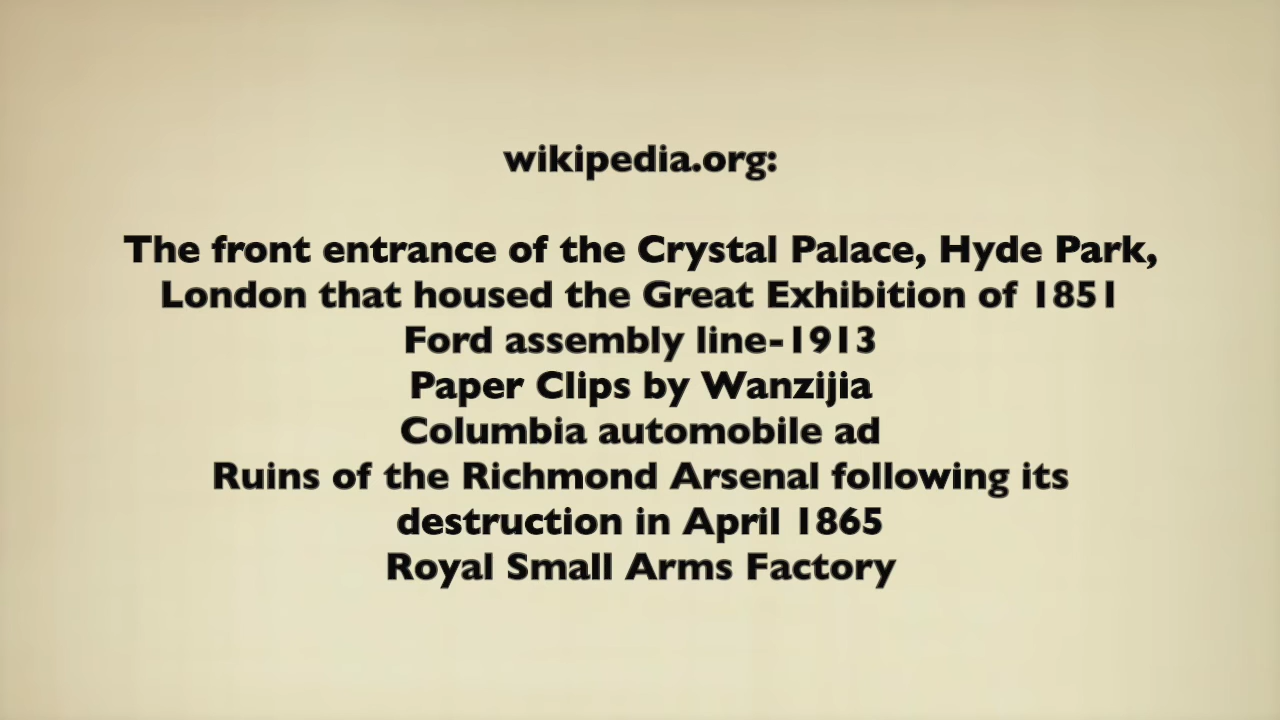 wikipedia.org:
The front entrance of the Crystal Palace, Hyde Park,
London that housed the Great Exhibition of 1851
Ford assembly line-1913
Paper Clips by Wanzijia
Columbia automobile ad
Ruins of the Richmond Arsenal following its
destruction in April 1865
Royal Small Arms Factory